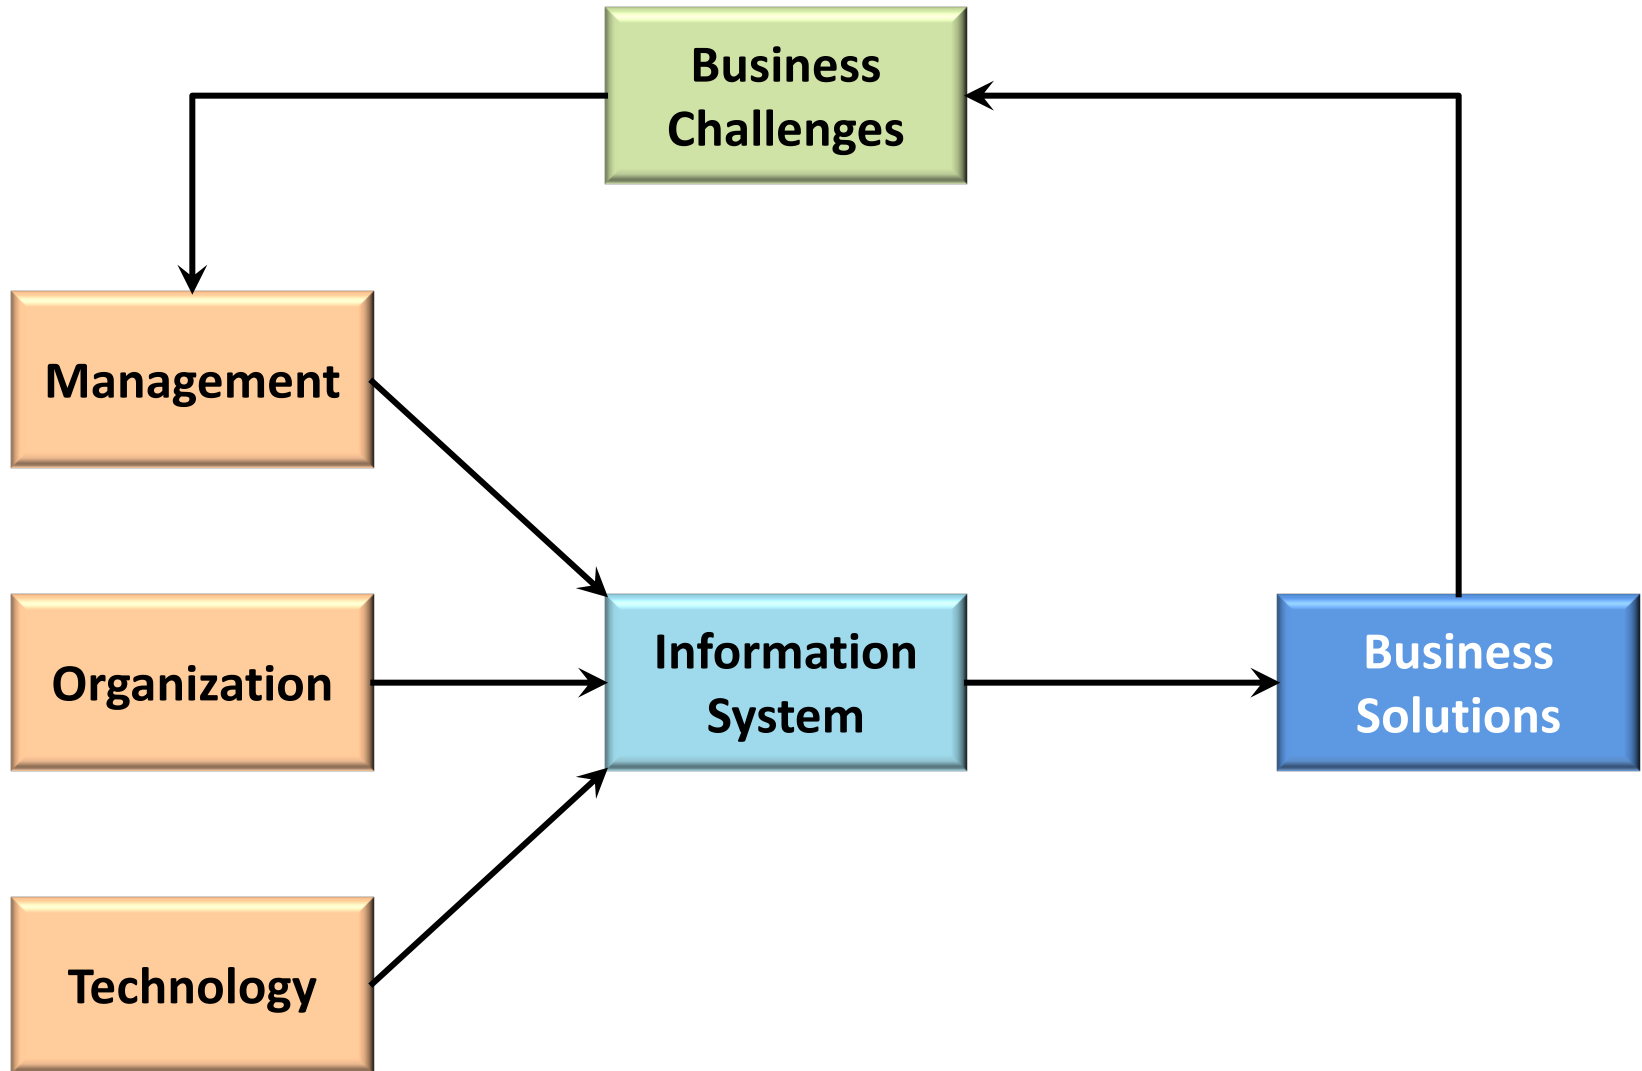 Business
Challenges
Management
Organization
Information
System
Business
Solutions
Technology